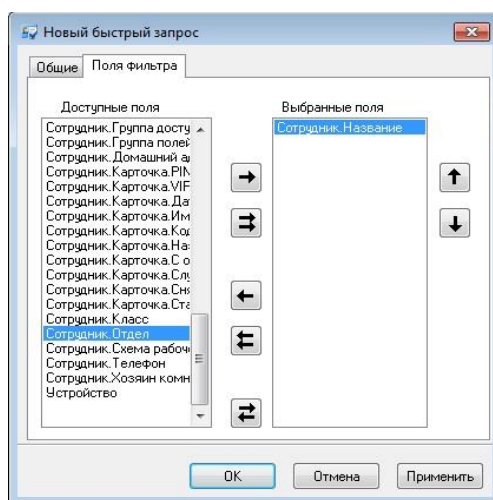 Новый быстрый запрос
Общие
Поля фильтра
Доступные поля
Сотрудник.Группа досту
Сотрудник.Группа полей
Сотрудник.Домашний ад
Сотрудник.Карточка.PIN
Сотрудник.Карточка.VIF
Сотрудник.Карточка.Дат
Сотрудник.Карточка.Им
Сотрудник.Карточка.Код
Сотрудник.Карточка.На
Сотрудник.Карточка.С о
Сотрудник.Карточка.Слу
Сотрудник.Карточка.Сня
Сотрудник.Карточка.Ста
Сотрудник.Класс
Сотрудник.Отдел
Сотрудник.Схема рабоч
Сотрудник.Телефон
Сотрудник.Хозяин комн
Устройство
Выбранные поля
Сотрудник.Название
OK
Отмена
Применить